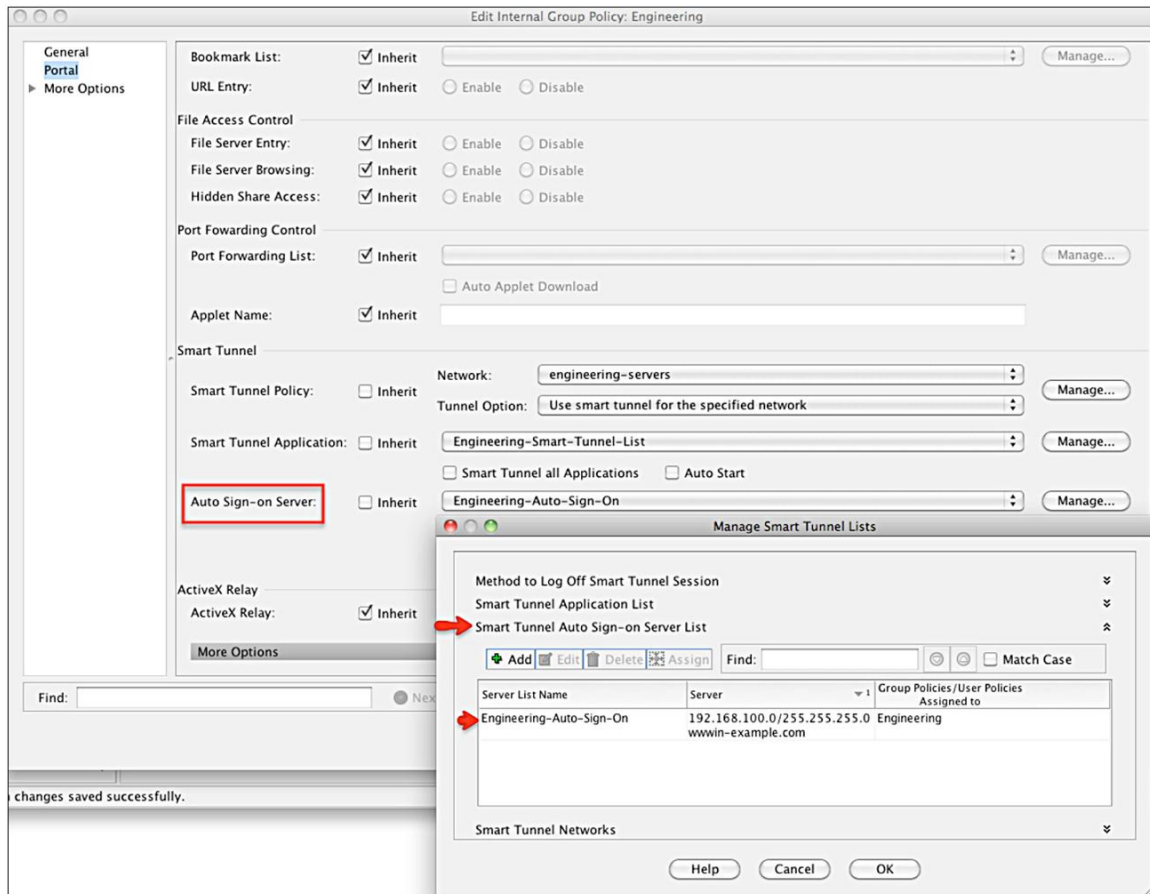 Edit Internal Group Policy: Engineering
General
Portal
More Options
Bookmark List: Inherit Manage...
URL Entry: Inherit Enable Disable
File Access Control
File Server Entry: Inherit Enable Disable
File Server Browsing: Inherit Enable Disable
Hidden Share Access: Inherit Enable Disable
Port Fowarding Control
Port Forwarding List: Inherit Manage...
Auto Applet Download
Applet Name: Inherit
Smart Tunnel
Smart Tunnel Policy: Inherit Network: engineering-servers Manage...
Tunnel Option: Use smart tunnel for the specified network
Smart Tunnel Application: Inherit Engineering-Smart-Tunnel-List Manage...
Smart Tunnel all Applications Auto Start
Auto Sign-on Server: Inherit Engineering-Auto-Sign-On Manage...
ActiveX Relay
ActiveX Relay: Inherit
More Options
Find: Nex
changes saved successfully.
Manage Smart Tunnel Lists
Method to Log Off Smart Tunnel Session
Smart Tunnel Application List
Smart Tunnel Auto Sign-on Server List
Add Edit Delete Assign Find: Match Case
Server List Name Server 1 Group Policies/User Policies
Assigned to
Engineering-Auto-Sign-On 192.168.100.0/255.255.255.0 Engineering
wwwin-example.com
Smart Tunnel Networks
Help Cancel OK